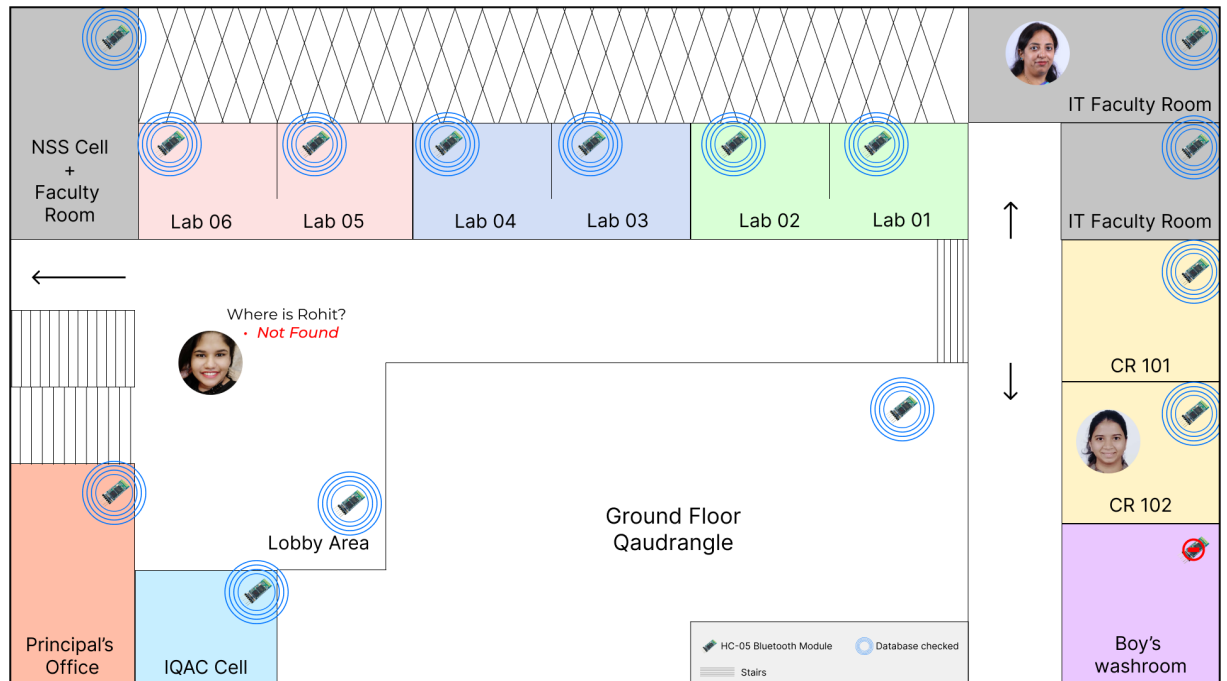 IT Faculty Room
NSS Cell
+
Faculty
Room
Lab 06
Lab 05
Lab 04
Lab 03
Lab 02
Lab 01
IT Faculty Room
Where is Rohit?
• Not Found
CR 101
CR 102
Ground Floor
Qaudrangle
Lobby Area
Principal's
Office
IQAC Cell
HC-05 Bluetooth Module
Database checked
Stairs
Boy's
washroom